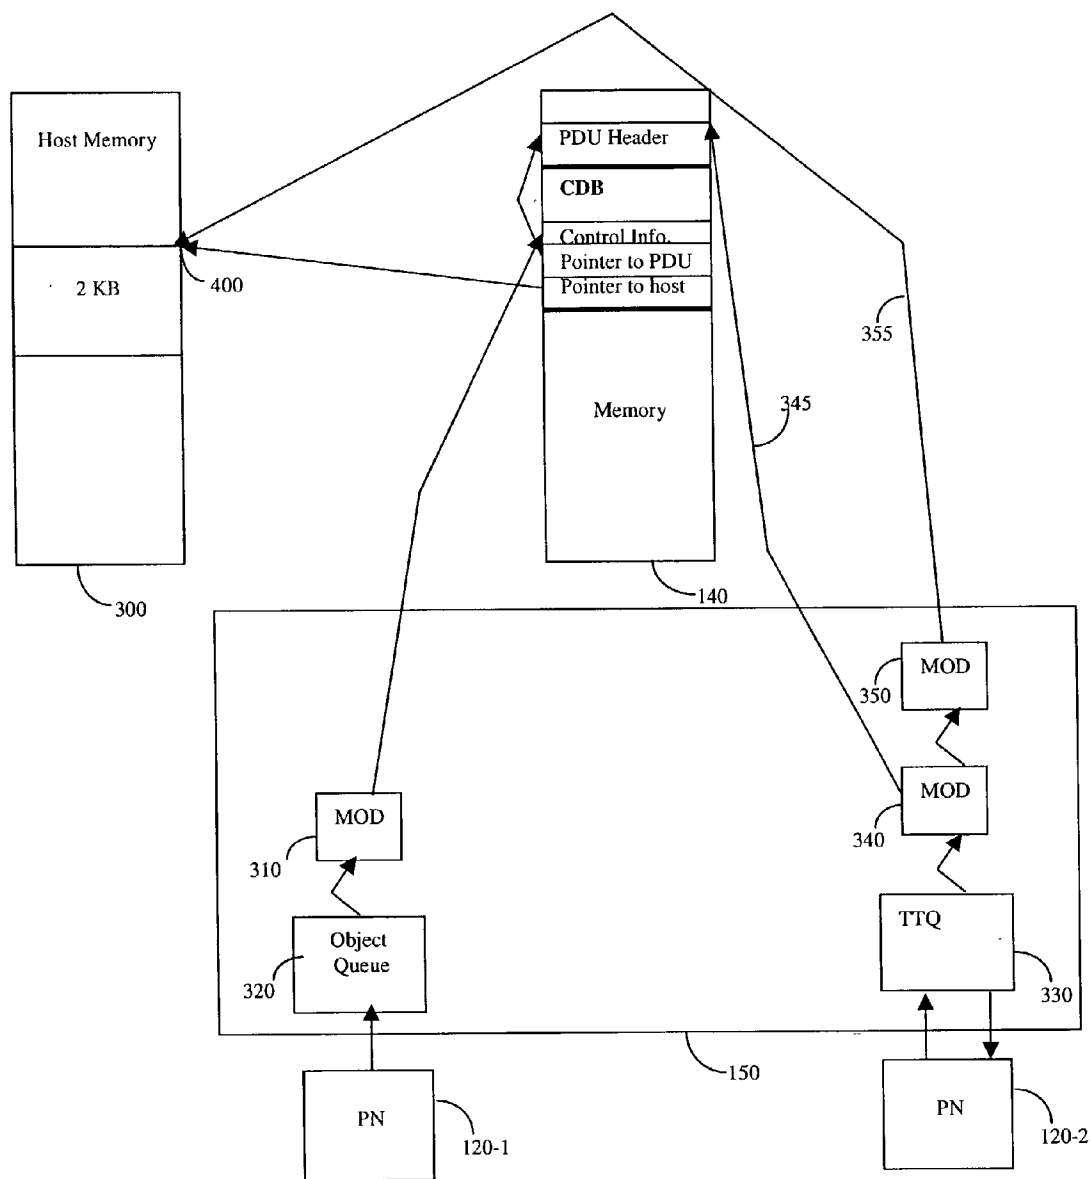 Host Memory
PDU Header
CDB
Control Info.
Pointer to PDU
Pointer to host
2 KB
400
355
345
Memory
300
140
MOD
350
MOD
340
MOD
310
TTQ
Object
Queue
320
330
150
PN
120-1
PN
120-2